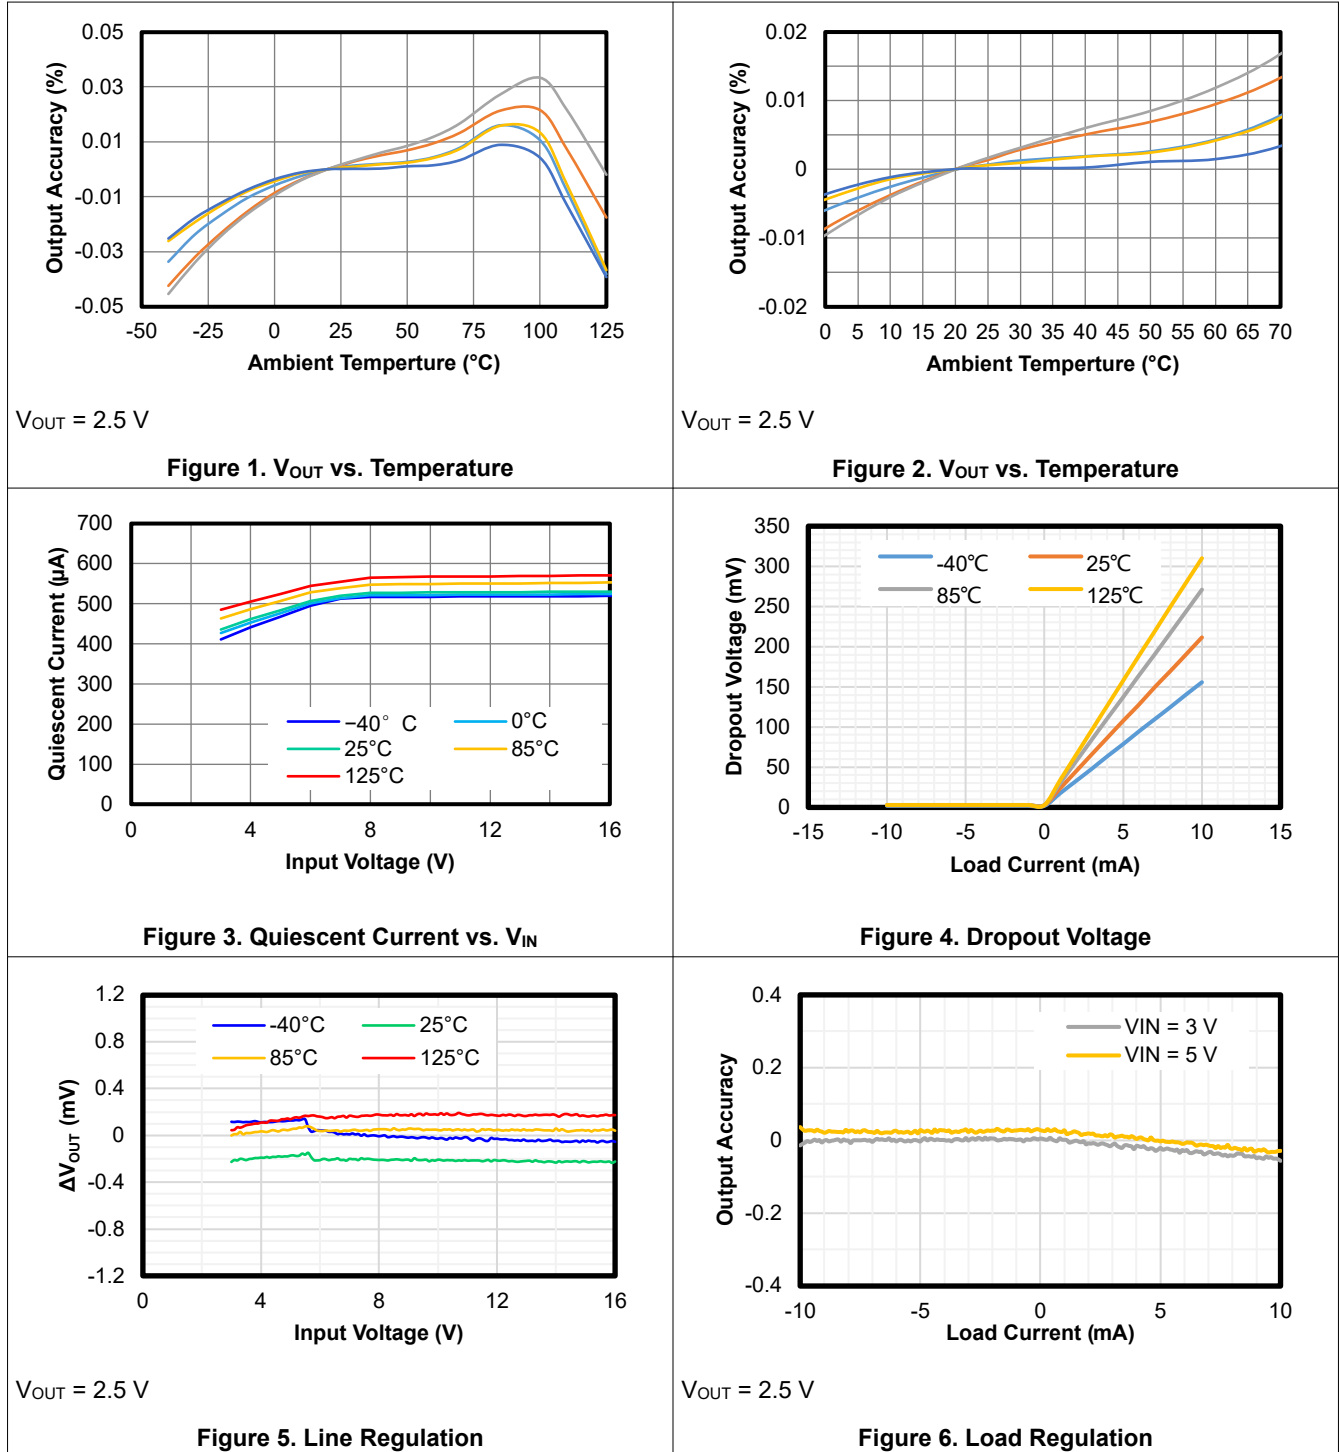 0.05
0.03
0.01
-0.01
-0.03
-0.05
Output Accuracy (%)
-50 -25 0 25 50 75 100 125
Ambient Temperture (°C)
VOUT = 2.5 V
Figure 1. VOUT vs. Temperature
0.02
0.01
0
-0.01
-0.02
Output Accuracy (%)
0 5 10 15 20 25 30 35 40 45 50 55 60 65 70
Ambient Temperture (°C)
VOUT = 2.5 V
Figure 2. VOUT vs. Temperature
700
600
500
400
300
200
100
0
Quiescent Current (µA)
−40° C 0°C
25°C 85°C
125°C
0 4 8 12 16
Input Voltage (V)
Figure 3. Quiescent Current vs. VIN
350
300
250
200
150
100
50
0
Dropout Voltage (mV)
-40℃ 25℃
85℃ 125℃
-15 -10 -5 0 5 10 15
Load Current (mA)
Figure 4. Dropout Voltage
1.2
0.8
0.4
0
-0.4
-0.8
-1.2
ΔVOUT (mV)
-40°C 25°C
85°C 125°C
0 4 8 12 16
Input Voltage (V)
VOUT = 2.5 V
Figure 5. Line Regulation
0.4
0.2
0
-0.2
-0.4
Output Accuracy
VIN = 3 V
VIN = 5 V
-10 -5 0 5 10
Load Current (mA)
VOUT = 2.5 V
Figure 6. Load Regulation